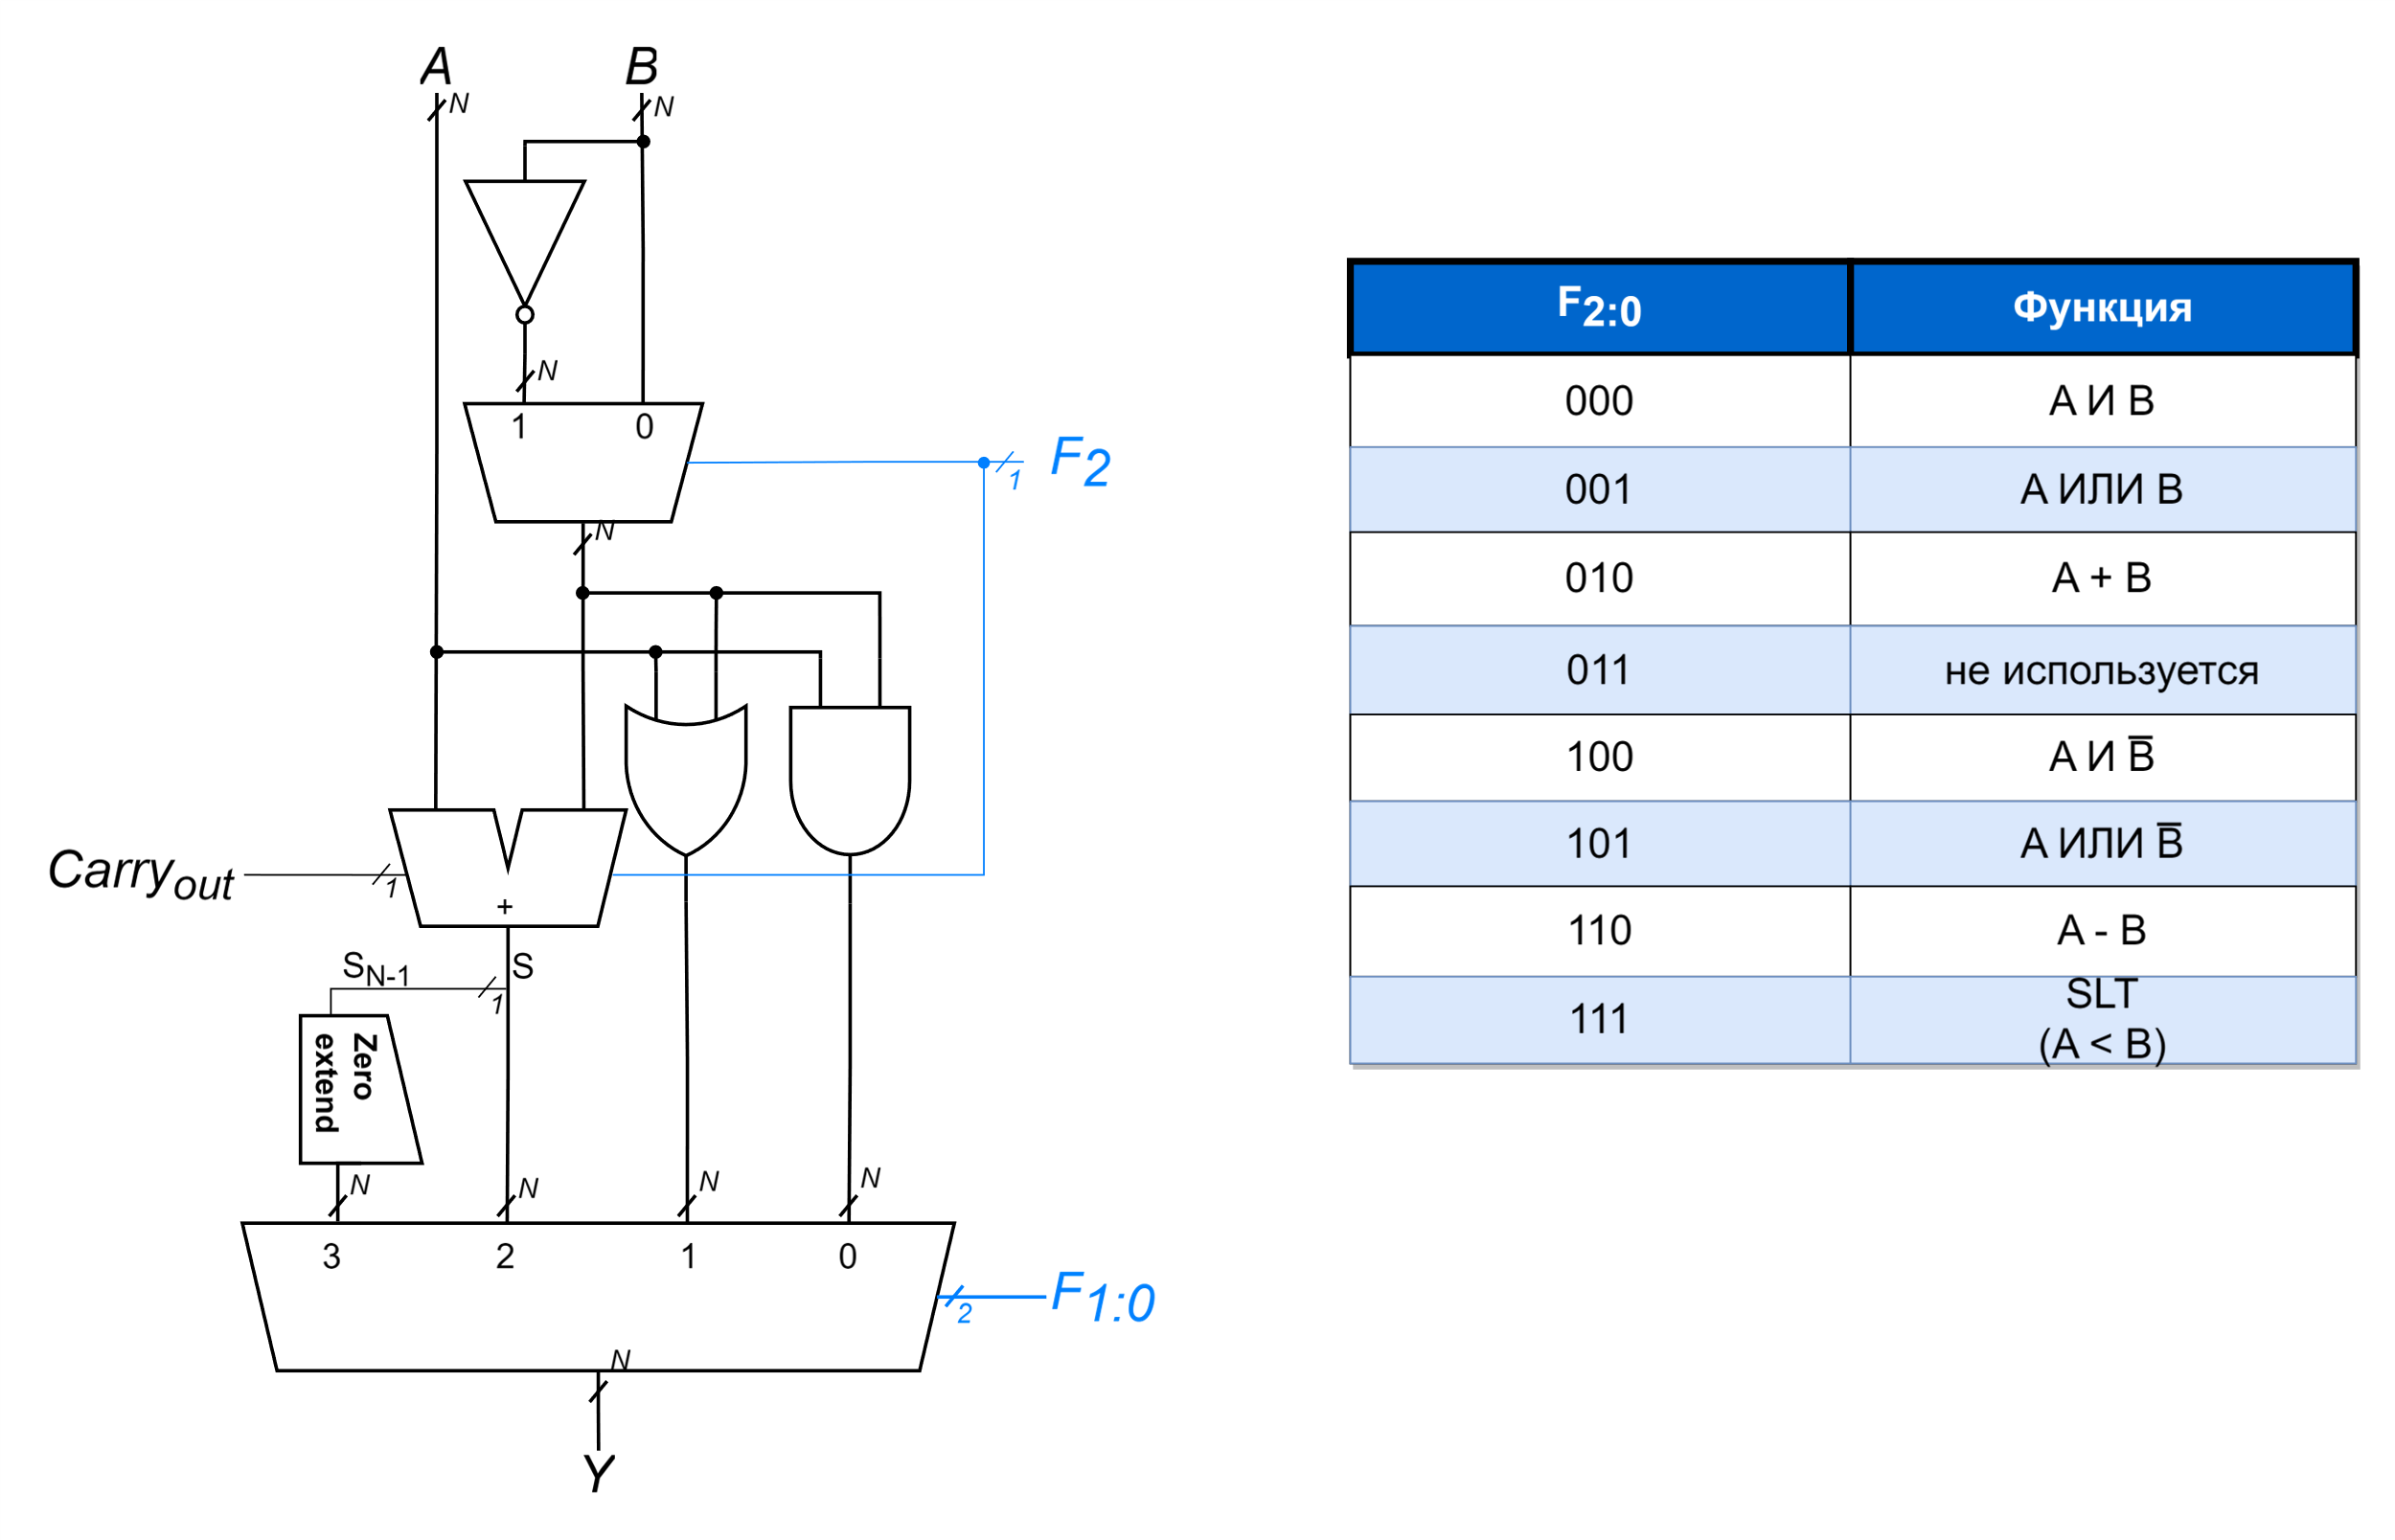 A B
N N
N
1 0
F2
1
N
Carryout
1
+
SN-1
S
1
Zero
extend
N N N N
3 2 1 0
F1:0
2
N
Y
F2:0 Функция
000 А И В
001 А ИЛИ В
010 А + В
011 не используется
100 А И B̅
101 А ИЛИ B̅
110 А - В
111 SLT
(A < B)